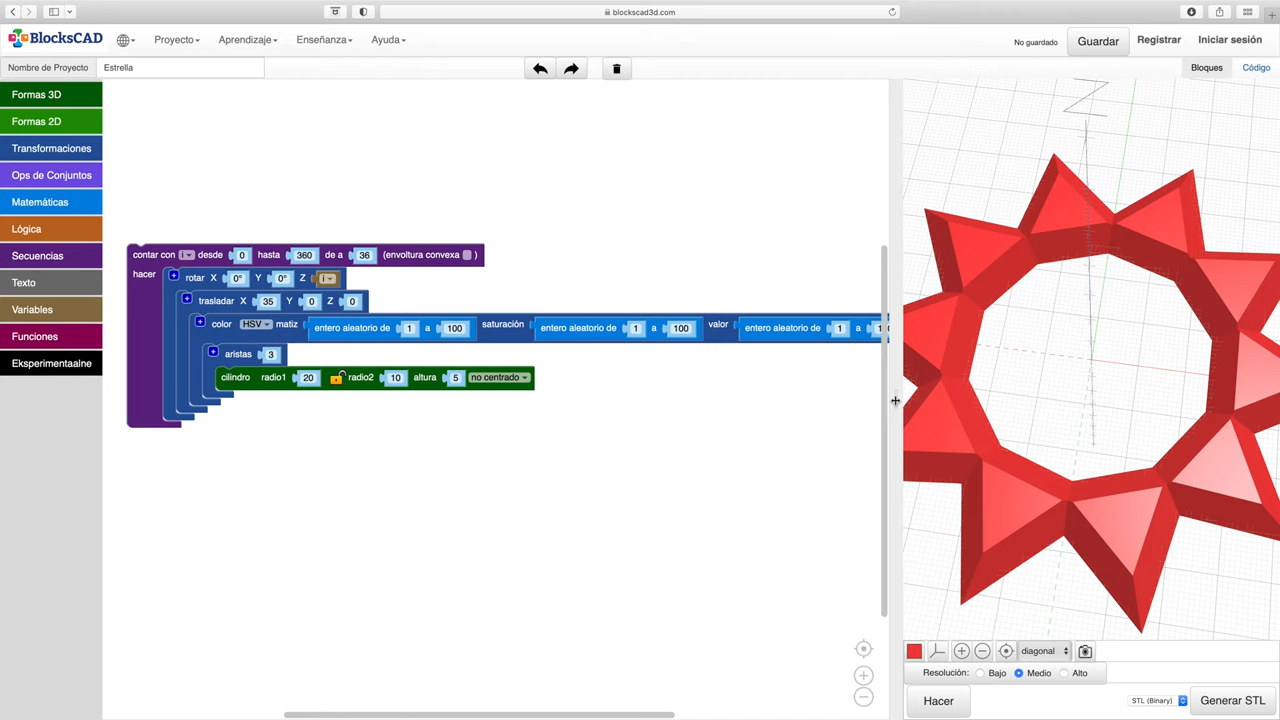 blockscad3d.com
BlocksCAD Proyecto Aprendizaje Enseñanza Ayuda No guardado Guardar Registrar Iniciar sesión
Nombre de Proyecto Estrella Bloques Código
Formas 3D
Formas 2D
Transformaciones
Ops de Conjuntos
Matemáticas
Lógica
Secuencias
Texto
Variables
Funciones
Eksperimentaalne
contar con i desde 0 hasta 360 de a 36 (envoltura convexa )
hacer rotar X 0° Y 0° Z i
trasladar X 35 Y 0 Z 0
color HSV matiz entero aleatorio de 1 a 100 saturación entero aleatorio de 1 a 100 valor entero aleatorio de 1 a
aristas 3
cilindro radio1 20 radio2 10 altura 5 no centrado
Z
diagonal
Resolución: Bajo Medio Alto
Hacer STL (Binary) Generar STL